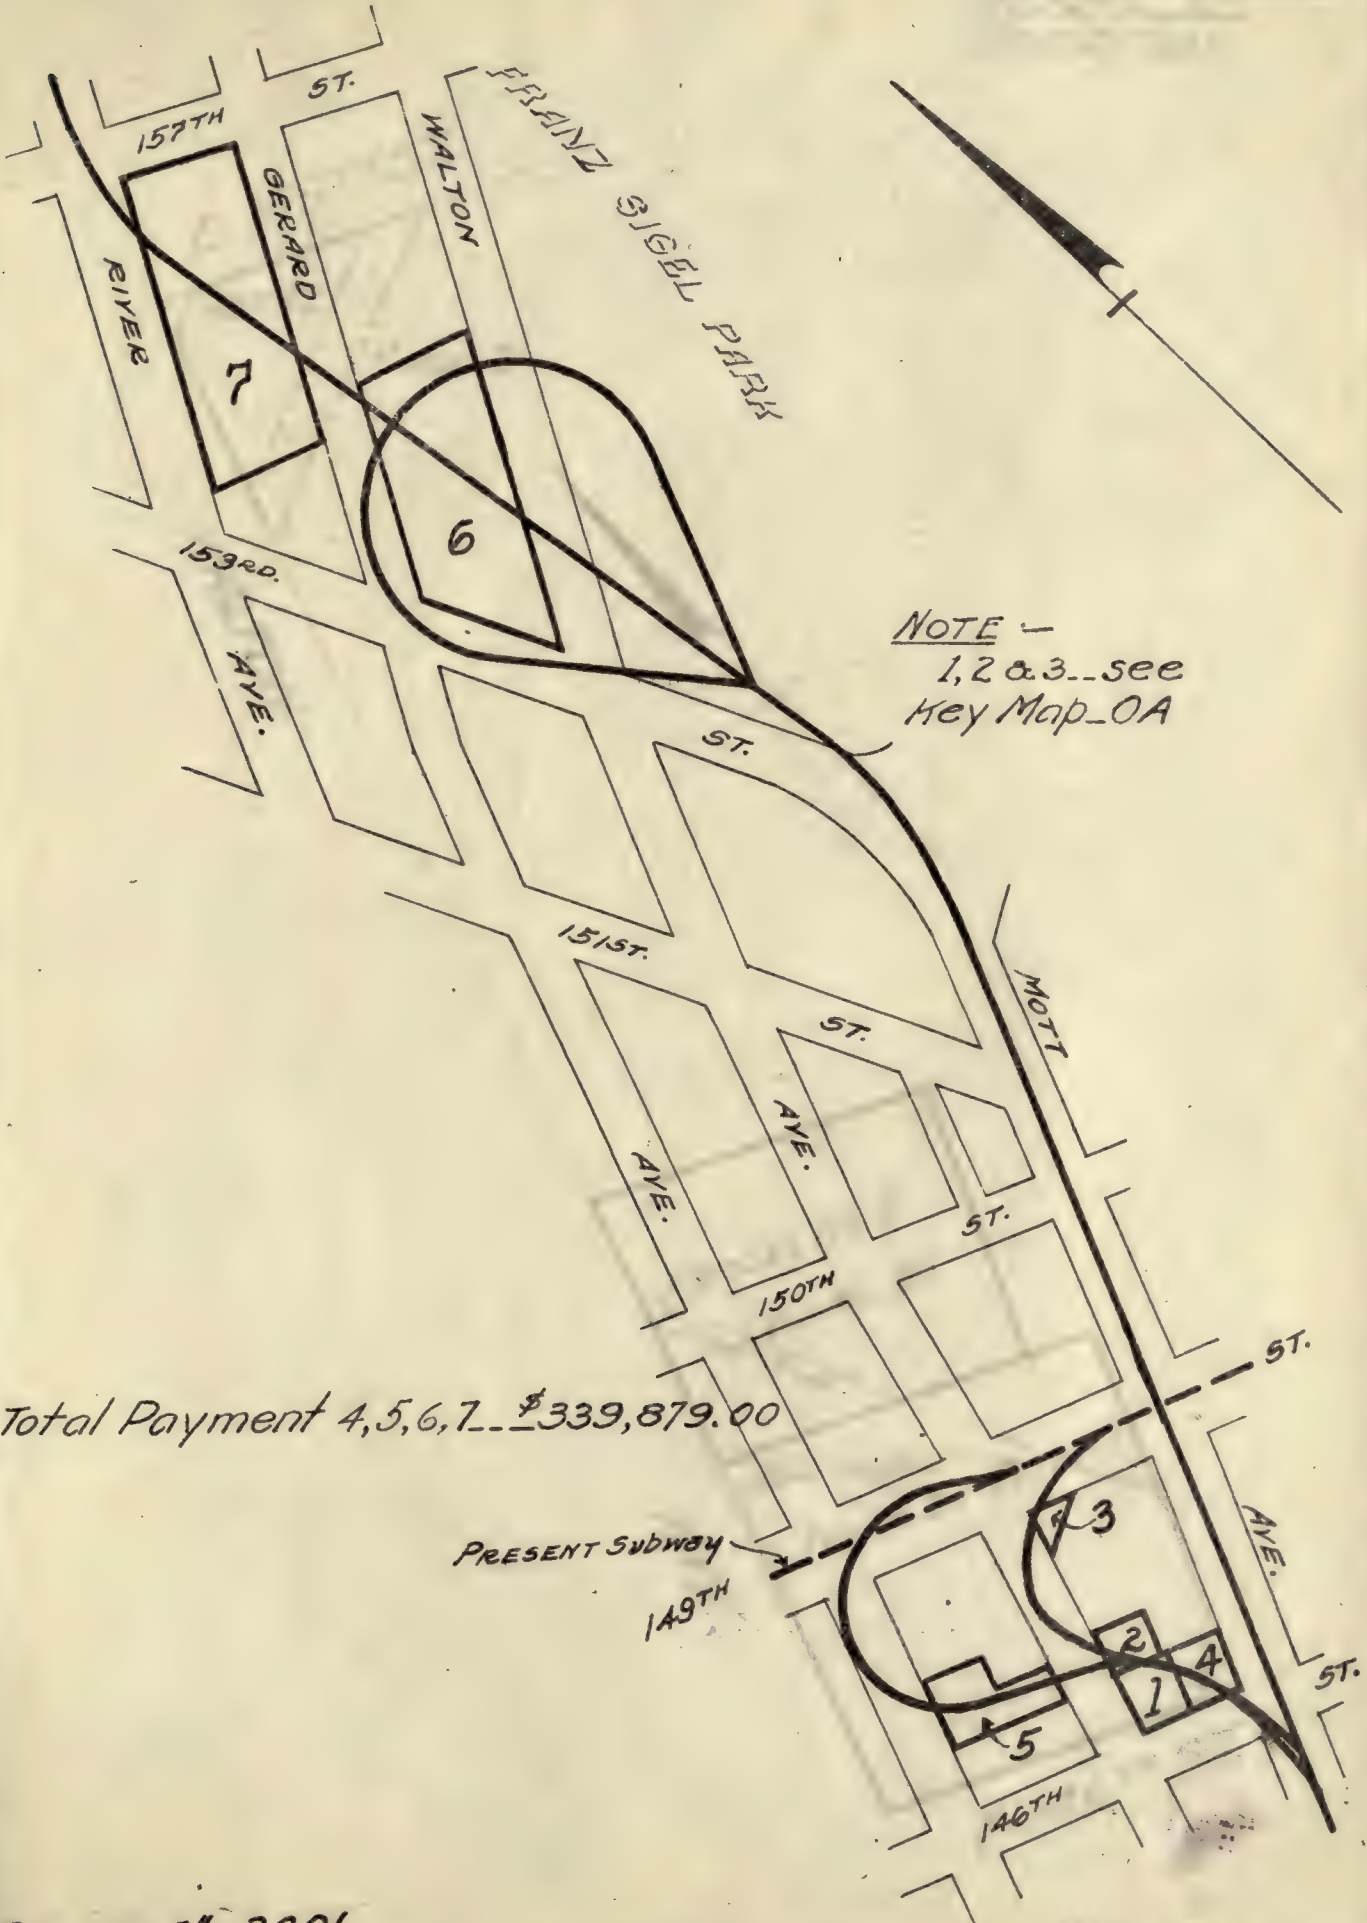 157TH
ST.
WALTON
GERARD
RIVER
FRANZ SIGEL PARK
7
6
153RD.
AVE.
ST.
NOTE –
1, 2 & 3 -- see
Key Map - OA
151ST.
ST.
MOTT
AVE.
AVE.
ST.
150TH
ST.
Total Payment 4,5,6,7 -- $339,879.00
PRESENT Subway
149TH
3
AVE.
2
4
1
5
ST.
146TH